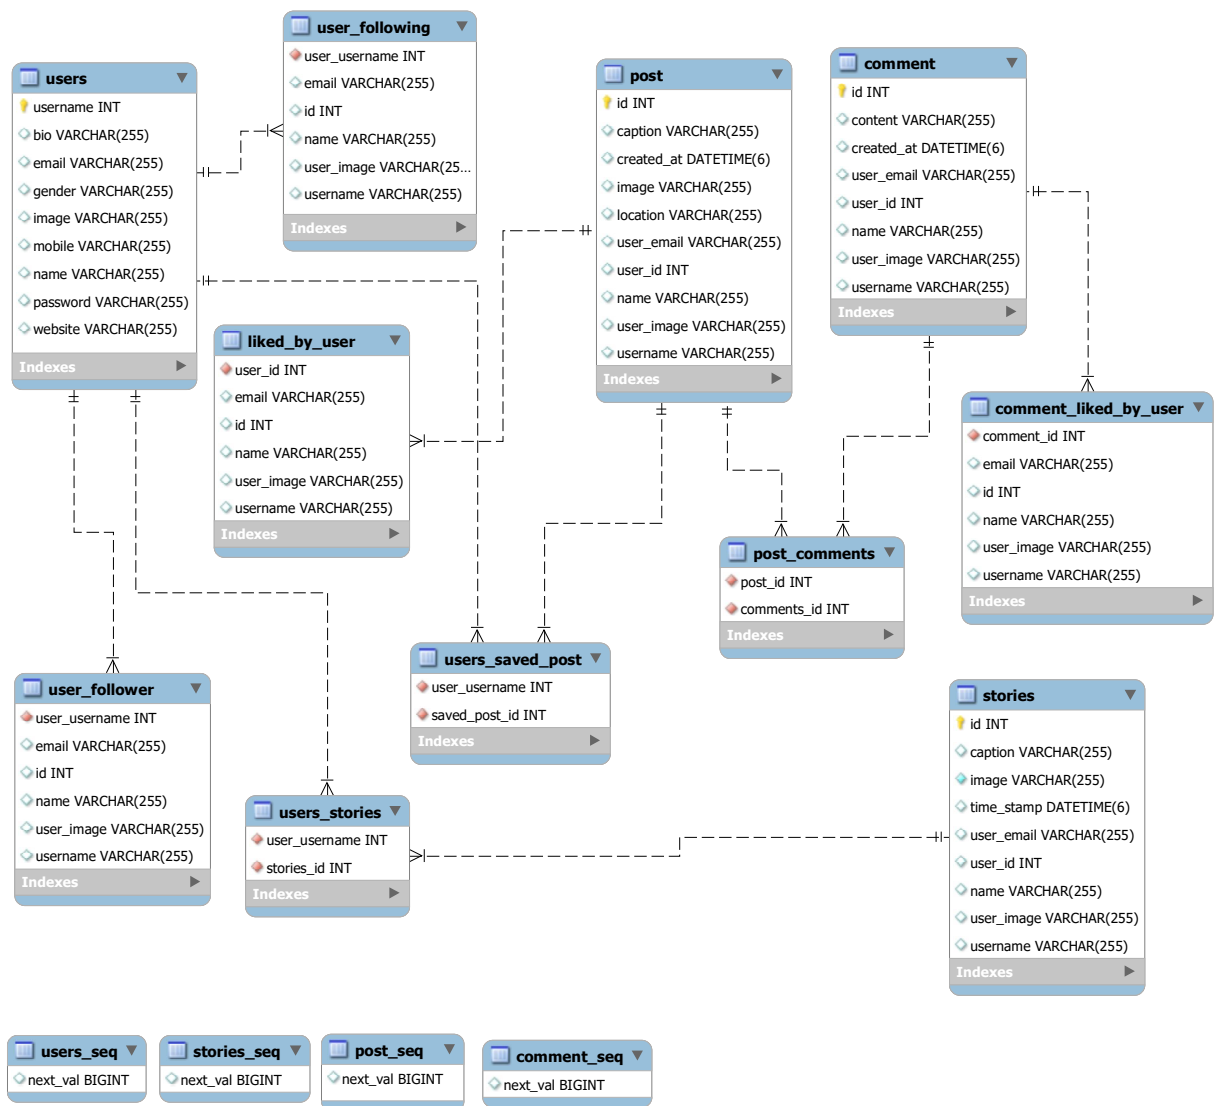 user_following
user_username INT
email VARCHAR(255)
id INT
name VARCHAR(255)
user_image VARCHAR(25...
username VARCHAR(255)
Indexes
users
username INT
bio VARCHAR(255)
email VARCHAR(255)
gender VARCHAR(255)
image VARCHAR(255)
mobile VARCHAR(255)
name VARCHAR(255)
password VARCHAR(255)
website VARCHAR(255)
Indexes
post
id INT
caption VARCHAR(255)
created_at DATETIME(6)
image VARCHAR(255)
location VARCHAR(255)
user_email VARCHAR(255)
user_id INT
name VARCHAR(255)
user_image VARCHAR(255)
username VARCHAR(255)
Indexes
comment
id INT
content VARCHAR(255)
created_at DATETIME(6)
user_email VARCHAR(255)
user_id INT
name VARCHAR(255)
user_image VARCHAR(255)
username VARCHAR(255)
Indexes
liked_by_user
user_id INT
email VARCHAR(255)
id INT
name VARCHAR(255)
user_image VARCHAR(255)
username VARCHAR(255)
Indexes
comment_liked_by_user
comment_id INT
email VARCHAR(255)
id INT
name VARCHAR(255)
user_image VARCHAR(255)
username VARCHAR(255)
Indexes
post_comments
post_id INT
comments_id INT
Indexes
users_saved_post
user_username INT
saved_post_id INT
Indexes
user_follower
user_username INT
email VARCHAR(255)
id INT
name VARCHAR(255)
user_image VARCHAR(255)
username VARCHAR(255)
Indexes
users_stories
user_username INT
stories_id INT
Indexes
stories
id INT
caption VARCHAR(255)
image VARCHAR(255)
time_stamp DATETIME(6)
user_email VARCHAR(255)
user_id INT
name VARCHAR(255)
user_image VARCHAR(255)
username VARCHAR(255)
Indexes
users_seq
next_val BIGINT
stories_seq
next_val BIGINT
post_seq
next_val BIGINT
comment_seq
next_val BIGINT